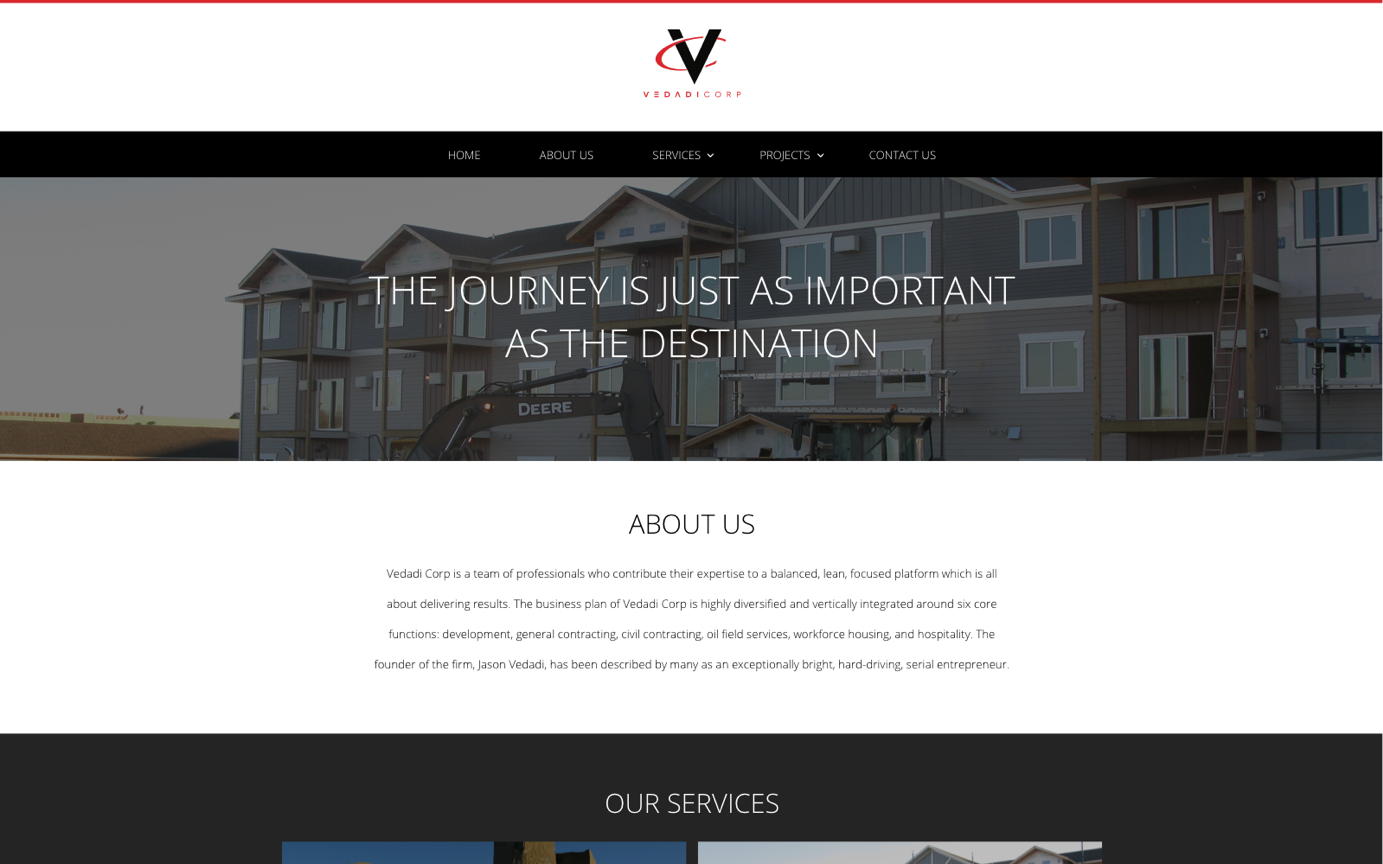 VEDADICORP
HOME ABOUT US SERVICES PROJECTS CONTACT US
THE JOURNEY IS JUST AS IMPORTANT
AS THE DESTINATION
DEERE
ABOUT US
Vedadi Corp is a team of professionals who contribute their expertise to a balanced, lean, focused platform which is all
about delivering results. The business plan of Vedadi Corp is highly diversified and vertically integrated around six core
functions: development, general contracting, civil contracting, oil field services, workforce housing, and hospitality. The
founder of the firm, Jason Vedadi, has been described by many as an exceptionally bright, hard-driving, serial entrepreneur.
OUR SERVICES